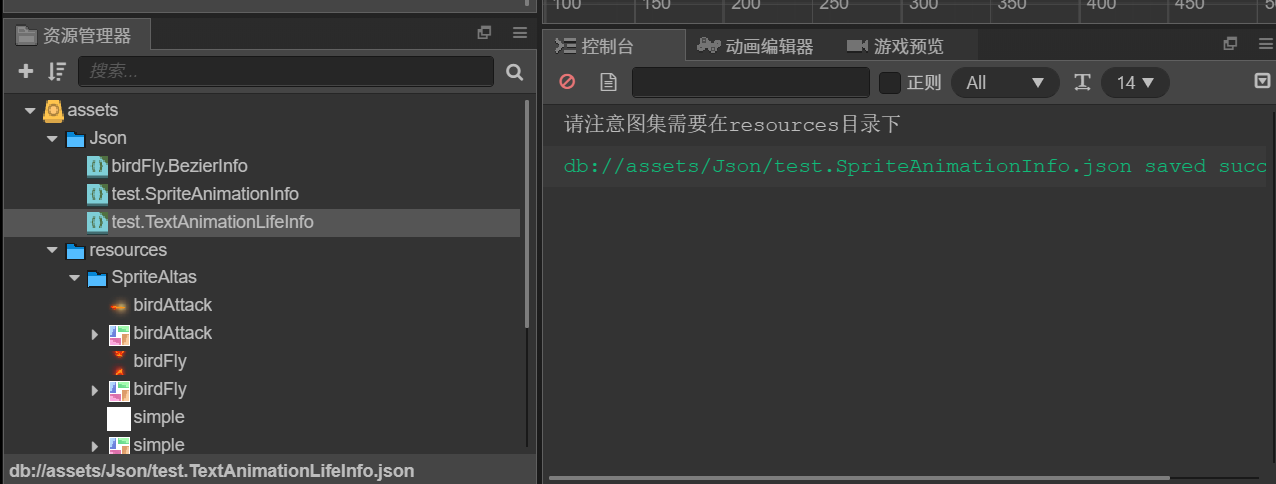 100 150 200 250 300 350 400 450
资源管理器
搜索...
assets
Json
birdFly.BezierInfo
test.SpriteAnimationInfo
test.TextAnimationLifeInfo
resources
SpriteAltas
birdAttack
birdAttack
birdFly
birdFly
simple
simple
db://assets/Json/test.TextAnimationLifeInfo.json
控制台 动画编辑器 游戏预览
正则 All 14
请注意图集需要在resources目录下
db://assets/Json/test.SpriteAnimationInfo.json saved succ